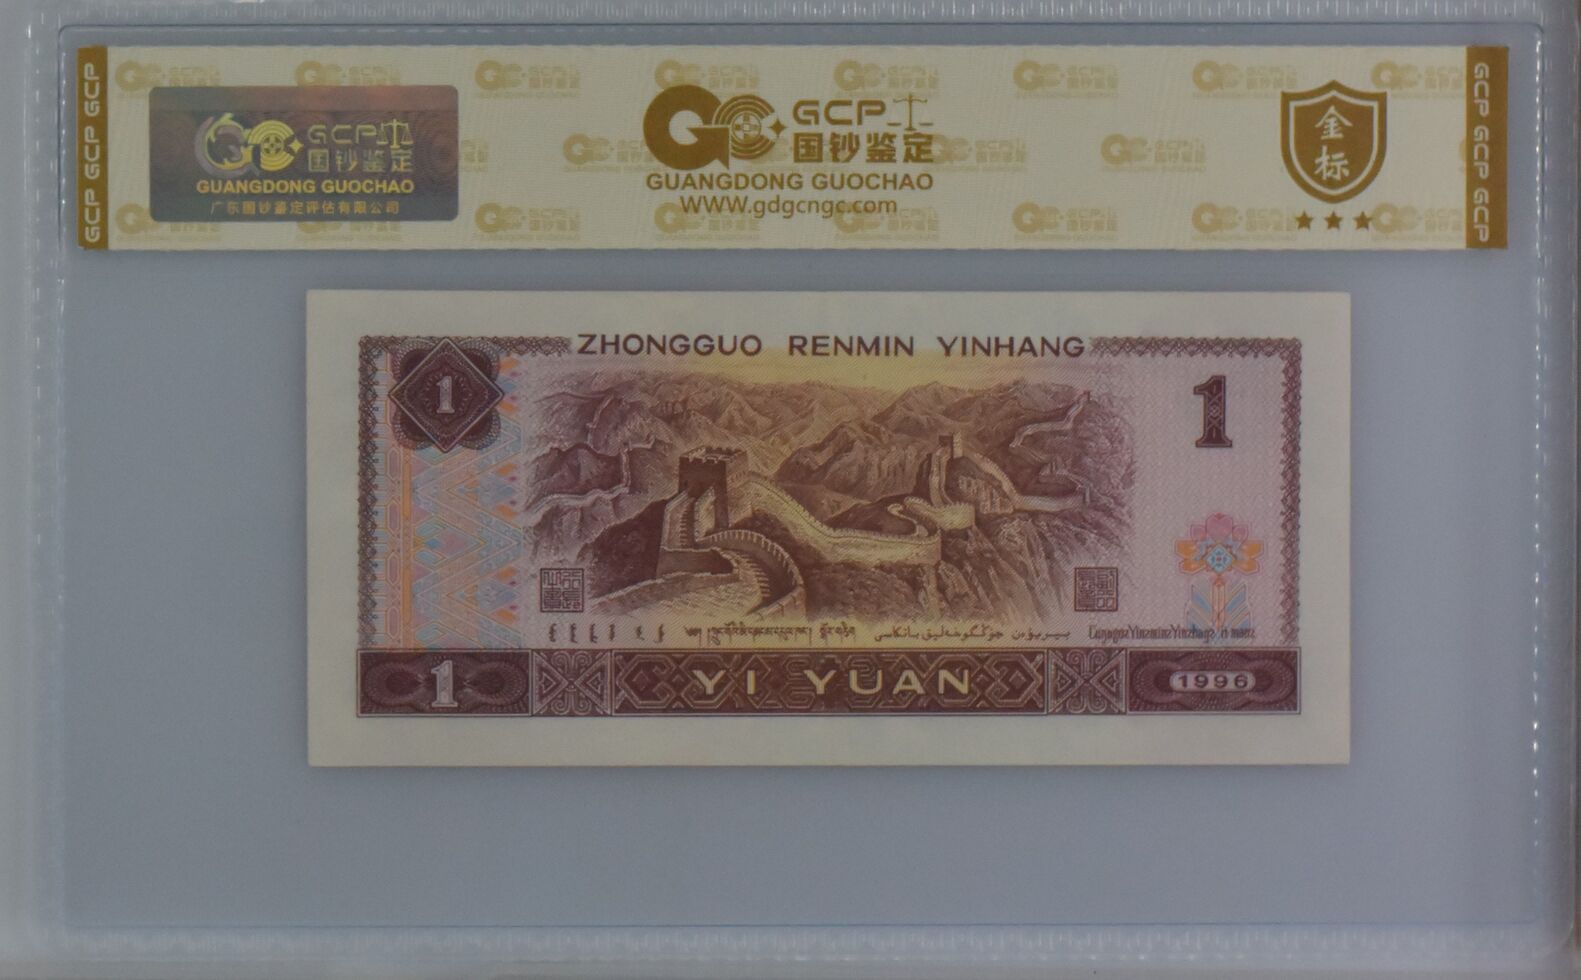 GCP GCP GCP
GCP 国钞鉴定
GUANGDONG GUOCHAO
广东国钞鉴定评估有限公司
GCP
国钞鉴定
GUANGDONG GUOCHAO
WWW.gdgcngc.com
金标
GCP GCP GCP
ZHONGGUO RENMIN YINHANG
1
1
1
YI YUAN
1996